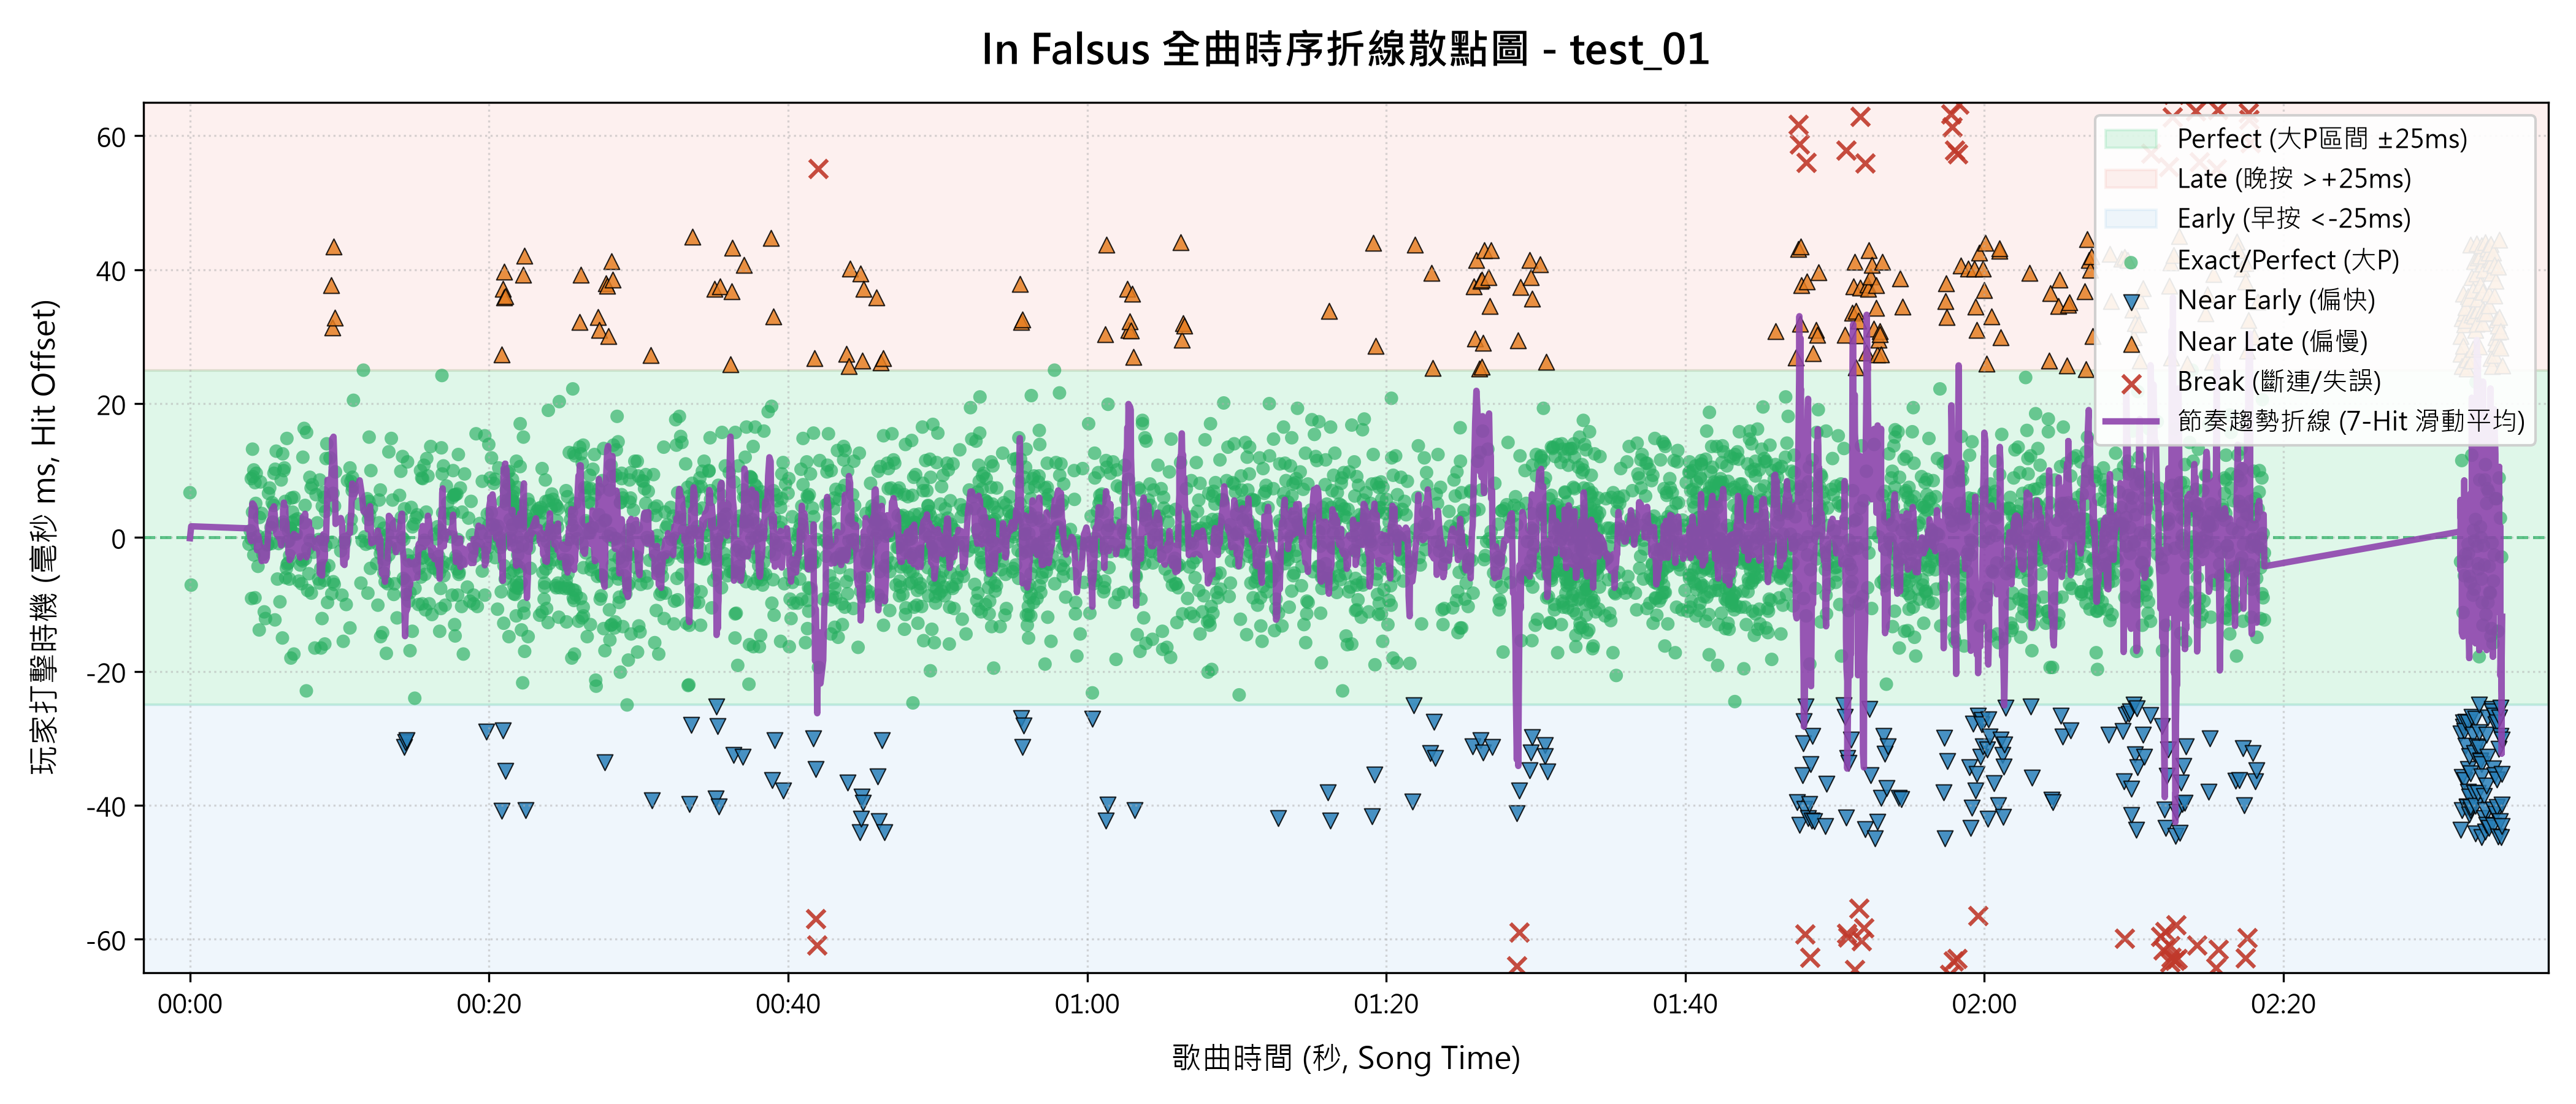 In Falsus 全曲時序折線散點圖 - test_01
玩家打擊時機 (毫秒 ms, Hit Offset)
60
40
20
0
-20
-40
-60
Perfect (大P區間 ±25ms)
Late (晚按 >+25ms)
Early (早按 <-25ms)
Exact/Perfect (大P)
Near Early (偏快)
Near Late (偏慢)
Break (斷連/失誤)
節奏趨勢折線 (7-Hit 滑動平均)
00:00
00:20
00:40
01:00
01:20
01:40
02:00
02:20
歌曲時間 (秒, Song Time)